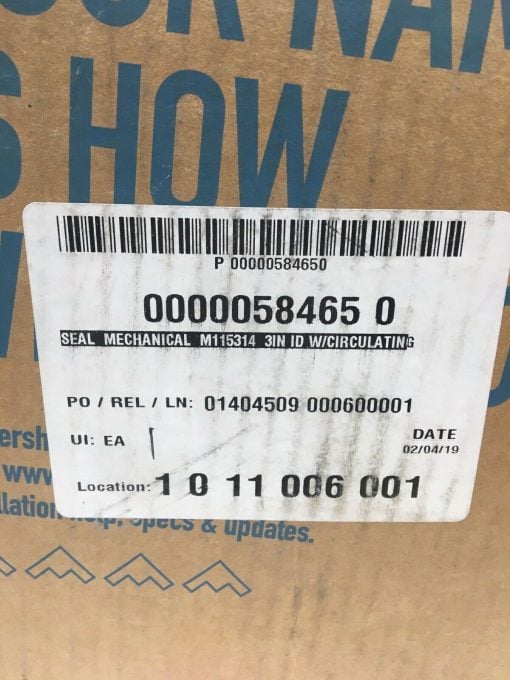 HOW
P 00000584650
0000058465 0
SEAL MECHANICAL M115314 3IN ID W/CIRCULATING
PO / REL / LN: 01404509 000600001
UI: EA
DATE
02/04/19
Location: 1 0 11 006 001
specs & updates.